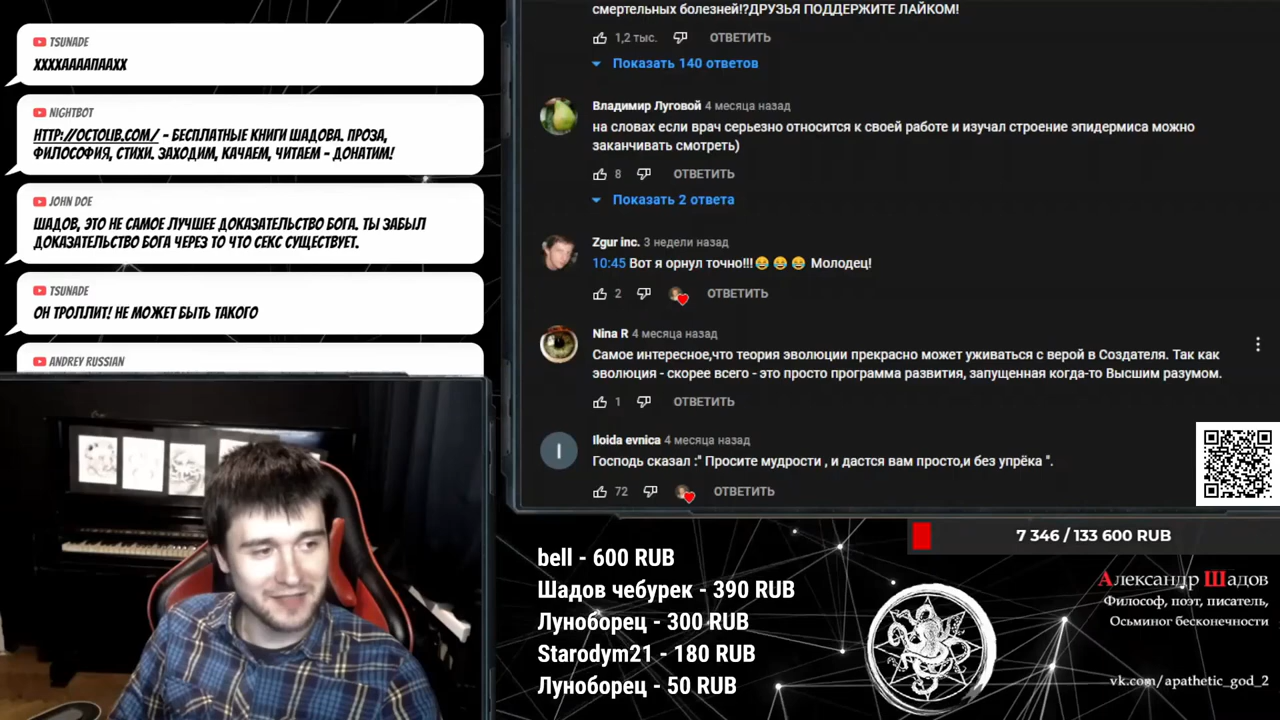 TSUNADE
ХХХХААААПААХХ
NIGHTBOT
HTTP://OCTOLIB.COM/ - БЕСПЛАТНЫЕ КНИГИ ШАДОВА. ПРОЗА,
ФИЛОСОФИЯ, СТИХИ. ЗАХОДИМ, КАЧАЕМ, ЧИТАЕМ - ДОНАТИМ!
JOHN DOE
ШАДОВ, ЭТО НЕ САМОЕ ЛУЧШЕЕ ДОКАЗАТЕЛЬСТВО БОГА. ТЫ ЗАБЫЛ
ДОКАЗАТЕЛЬСТВО БОГА ЧЕРЕЗ ТО ЧТО СЕКС СУЩЕСТВУЕТ.
TSUNADE
ОН ТРОЛЛИТ! НЕ МОЖЕТ БЫТЬ ТАКОГО
ANDREY RUSSIAN
смертельных болезней!?ДРУЗЬЯ ПОДДЕРЖИТЕ ЛАЙКОМ!
1,2 тыс. ОТВЕТИТЬ
Показать 140 ответов
Владимир Луговой 4 месяца назад
на словах если врач серьезно относится к своей работе и изучал строение эпидермиса можно
заканчивать смотреть)
8 ОТВЕТИТЬ
Показать 2 ответа
Zgur inc. 3 недели назад
10:45 Вот я орнул точно!!!😂 😂 😂 Молодец!
2 ОТВЕТИТЬ
Nina R 4 месяца назад
Самое интересное,что теория эволюции прекрасно может уживаться с верой в Создателя. Так как
эволюция - скорее всего - это просто программа развития, запущенная когда-то Высшим разумом.
1 ОТВЕТИТЬ
I
Iloida evnica 4 месяца назад
Господь сказал :" Просите мудрости , и дастся вам просто,и без упрёка ".
72 ОТВЕТИТЬ
7 346 / 133 600 RUB
bell - 600 RUB
Шадов чебурек - 390 RUB
Луноборец - 300 RUB
Starodym21 - 180 RUB
Луноборец - 50 RUB
Александр Шадов
Философ, поэт, писатель,
Осьминог бесконечности
vk.com/apathetic_god_2